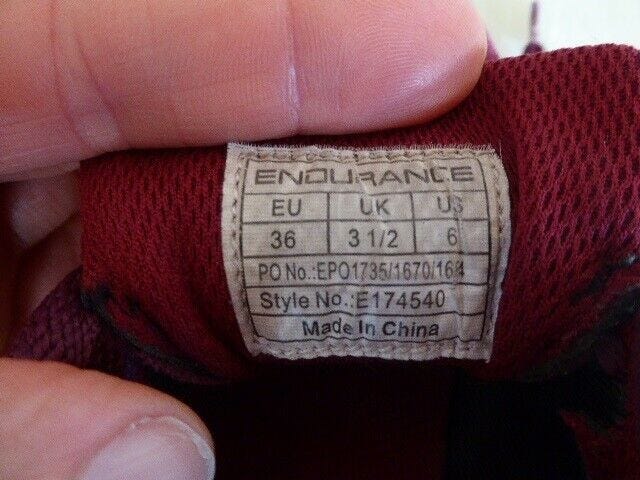 ENDURANCE
EU UK US
36 3 1/2 6
PO No.:EPO1735/1670/1684
Style No.:E174540
Made In China